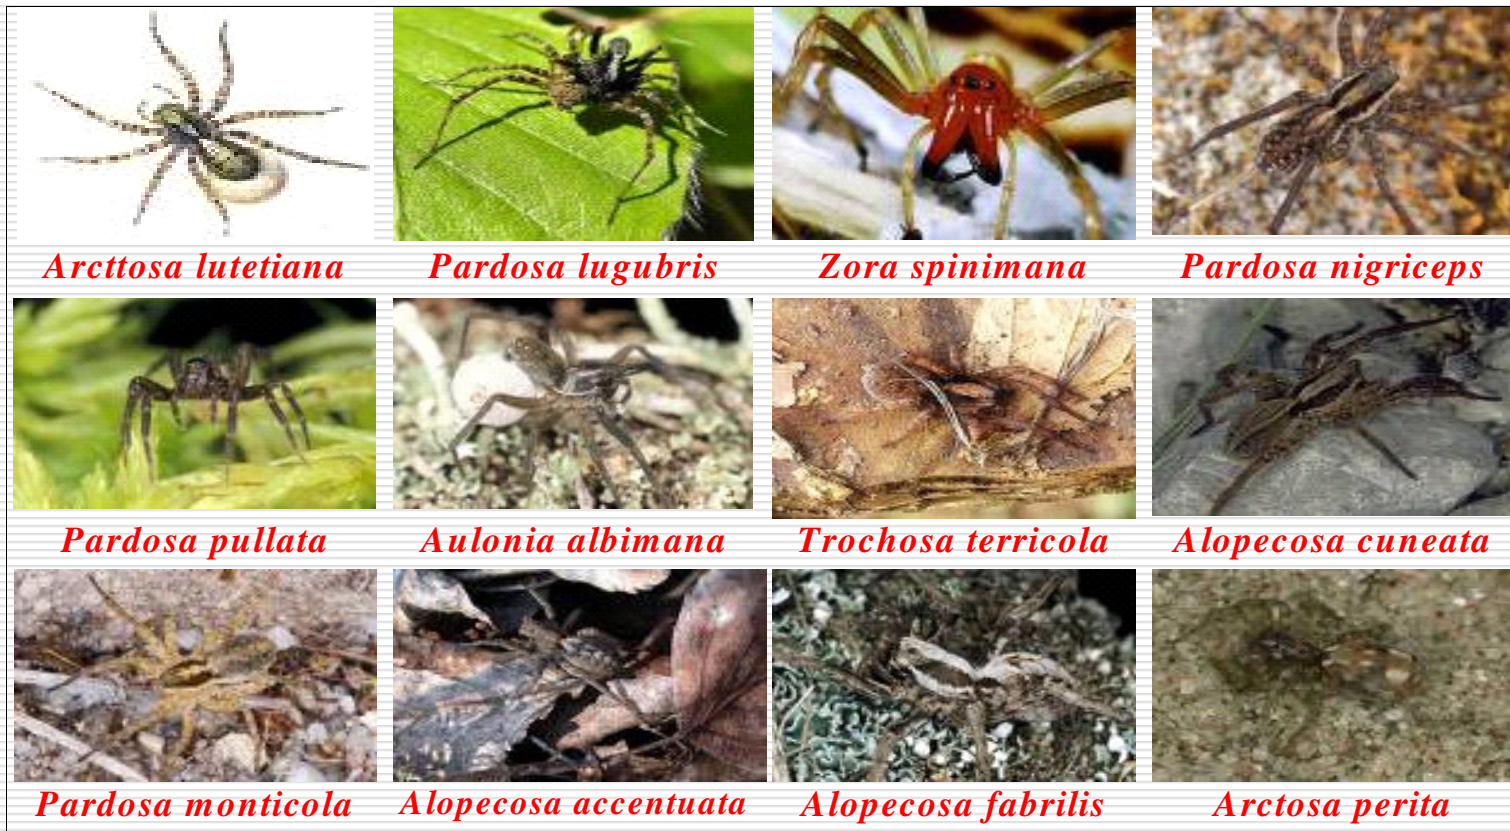 Arcttosa lutetiana
Pardosa lugubris
Zora spinimana
Pardosa nigriceps
Pardosa pullata
Aulonia albimana
Trochosa terricola
Alopecosa cuneata
Pardosa monticola
Alopecosa accentuata
Alopecosa fabrilis
Arctosa perita